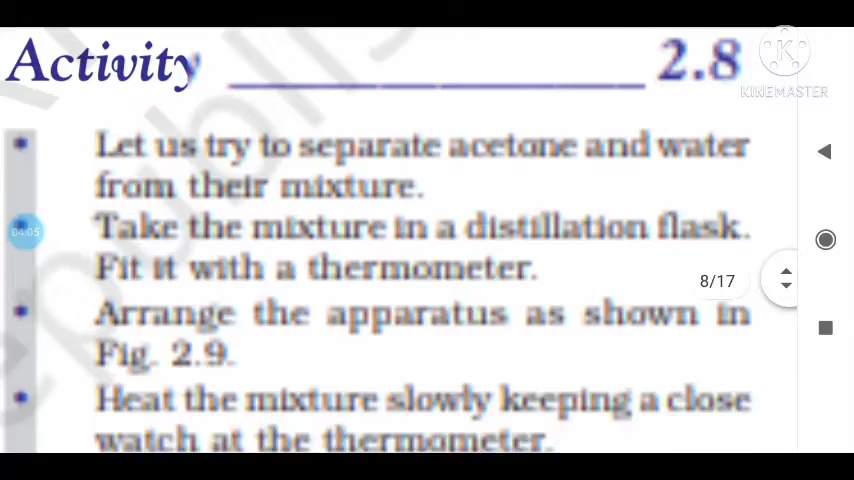 Activity 2.8
KINEMASTER
Let us try to separate acetone and water
from their mixture.
Take the mixture in a distillation flask.
04:05
Fit it with a thermometer.
8/17
Arrange the apparatus as shown in
Fig. 2.9.
Heat the mixture slowly keeping a close
watch at the thermometer.